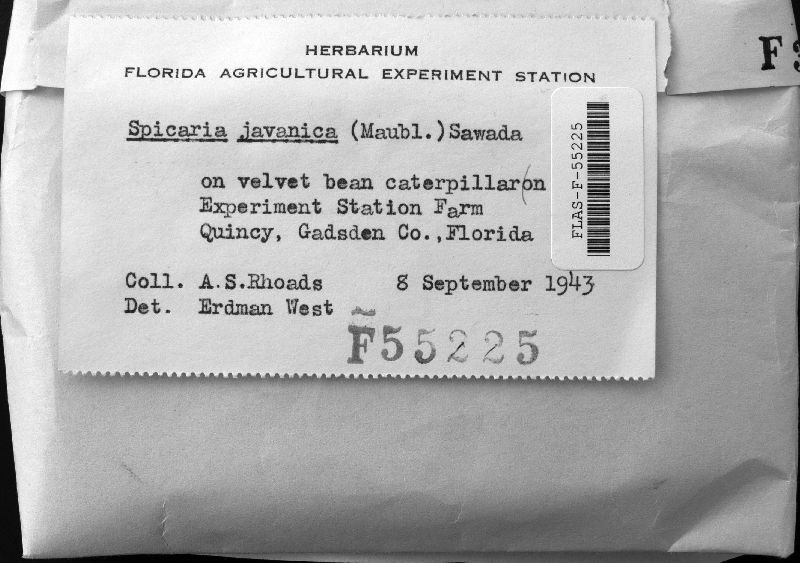 HERBARIUM
FLORIDA AGRICULTURAL EXPERIMENT STATION
Spicaria javanica (Maubl.) Sawada
on velvet bean caterpillar(on
Experiment Station Farm
Quincy, Gadsden Co.,Florida
Coll. A.S.Rhoads 8 September 1943
Det. Erdman West
F55225
FLAS-F-55225